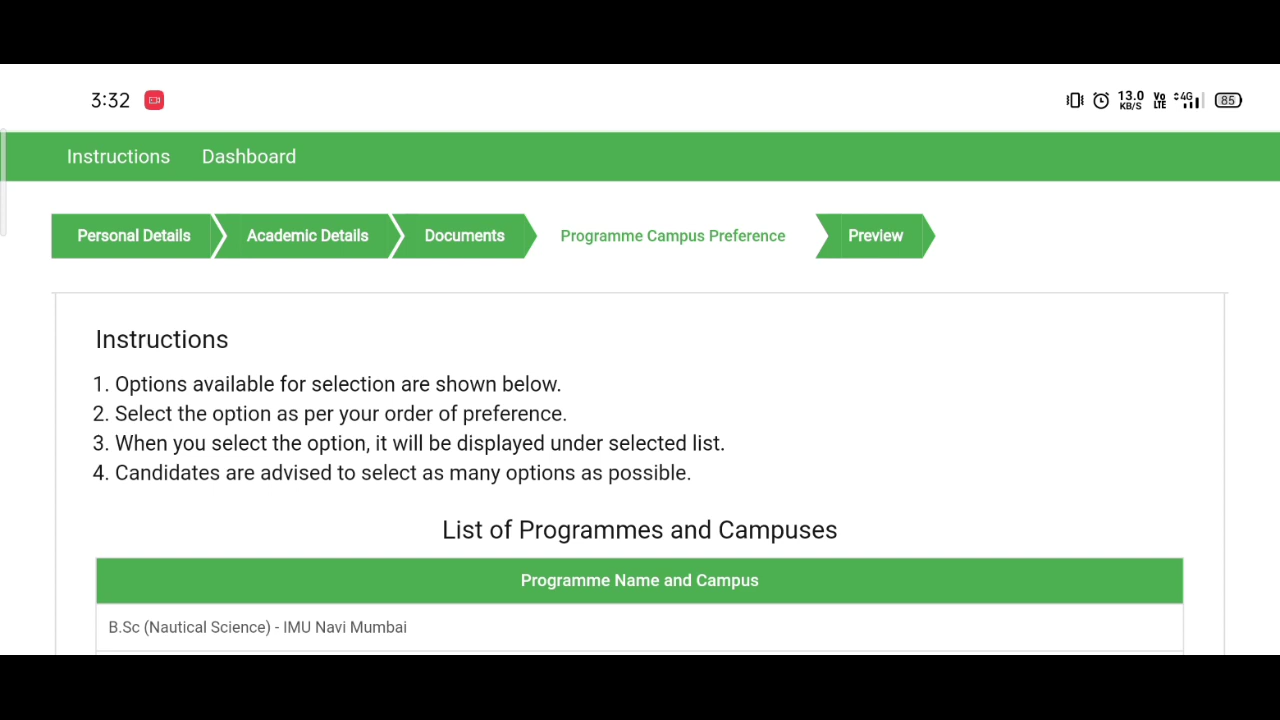 3:32 13.0 KB/S Vo LTE 4G 85
Instructions Dashboard
Personal Details Academic Details Documents Programme Campus Preference Preview
Instructions
1. Options available for selection are shown below.
2. Select the option as per your order of preference.
3. When you select the option, it will be displayed under selected list.
4. Candidates are advised to select as many options as possible.
List of Programmes and Campuses
Programme Name and Campus
B.Sc (Nautical Science) - IMU Navi Mumbai